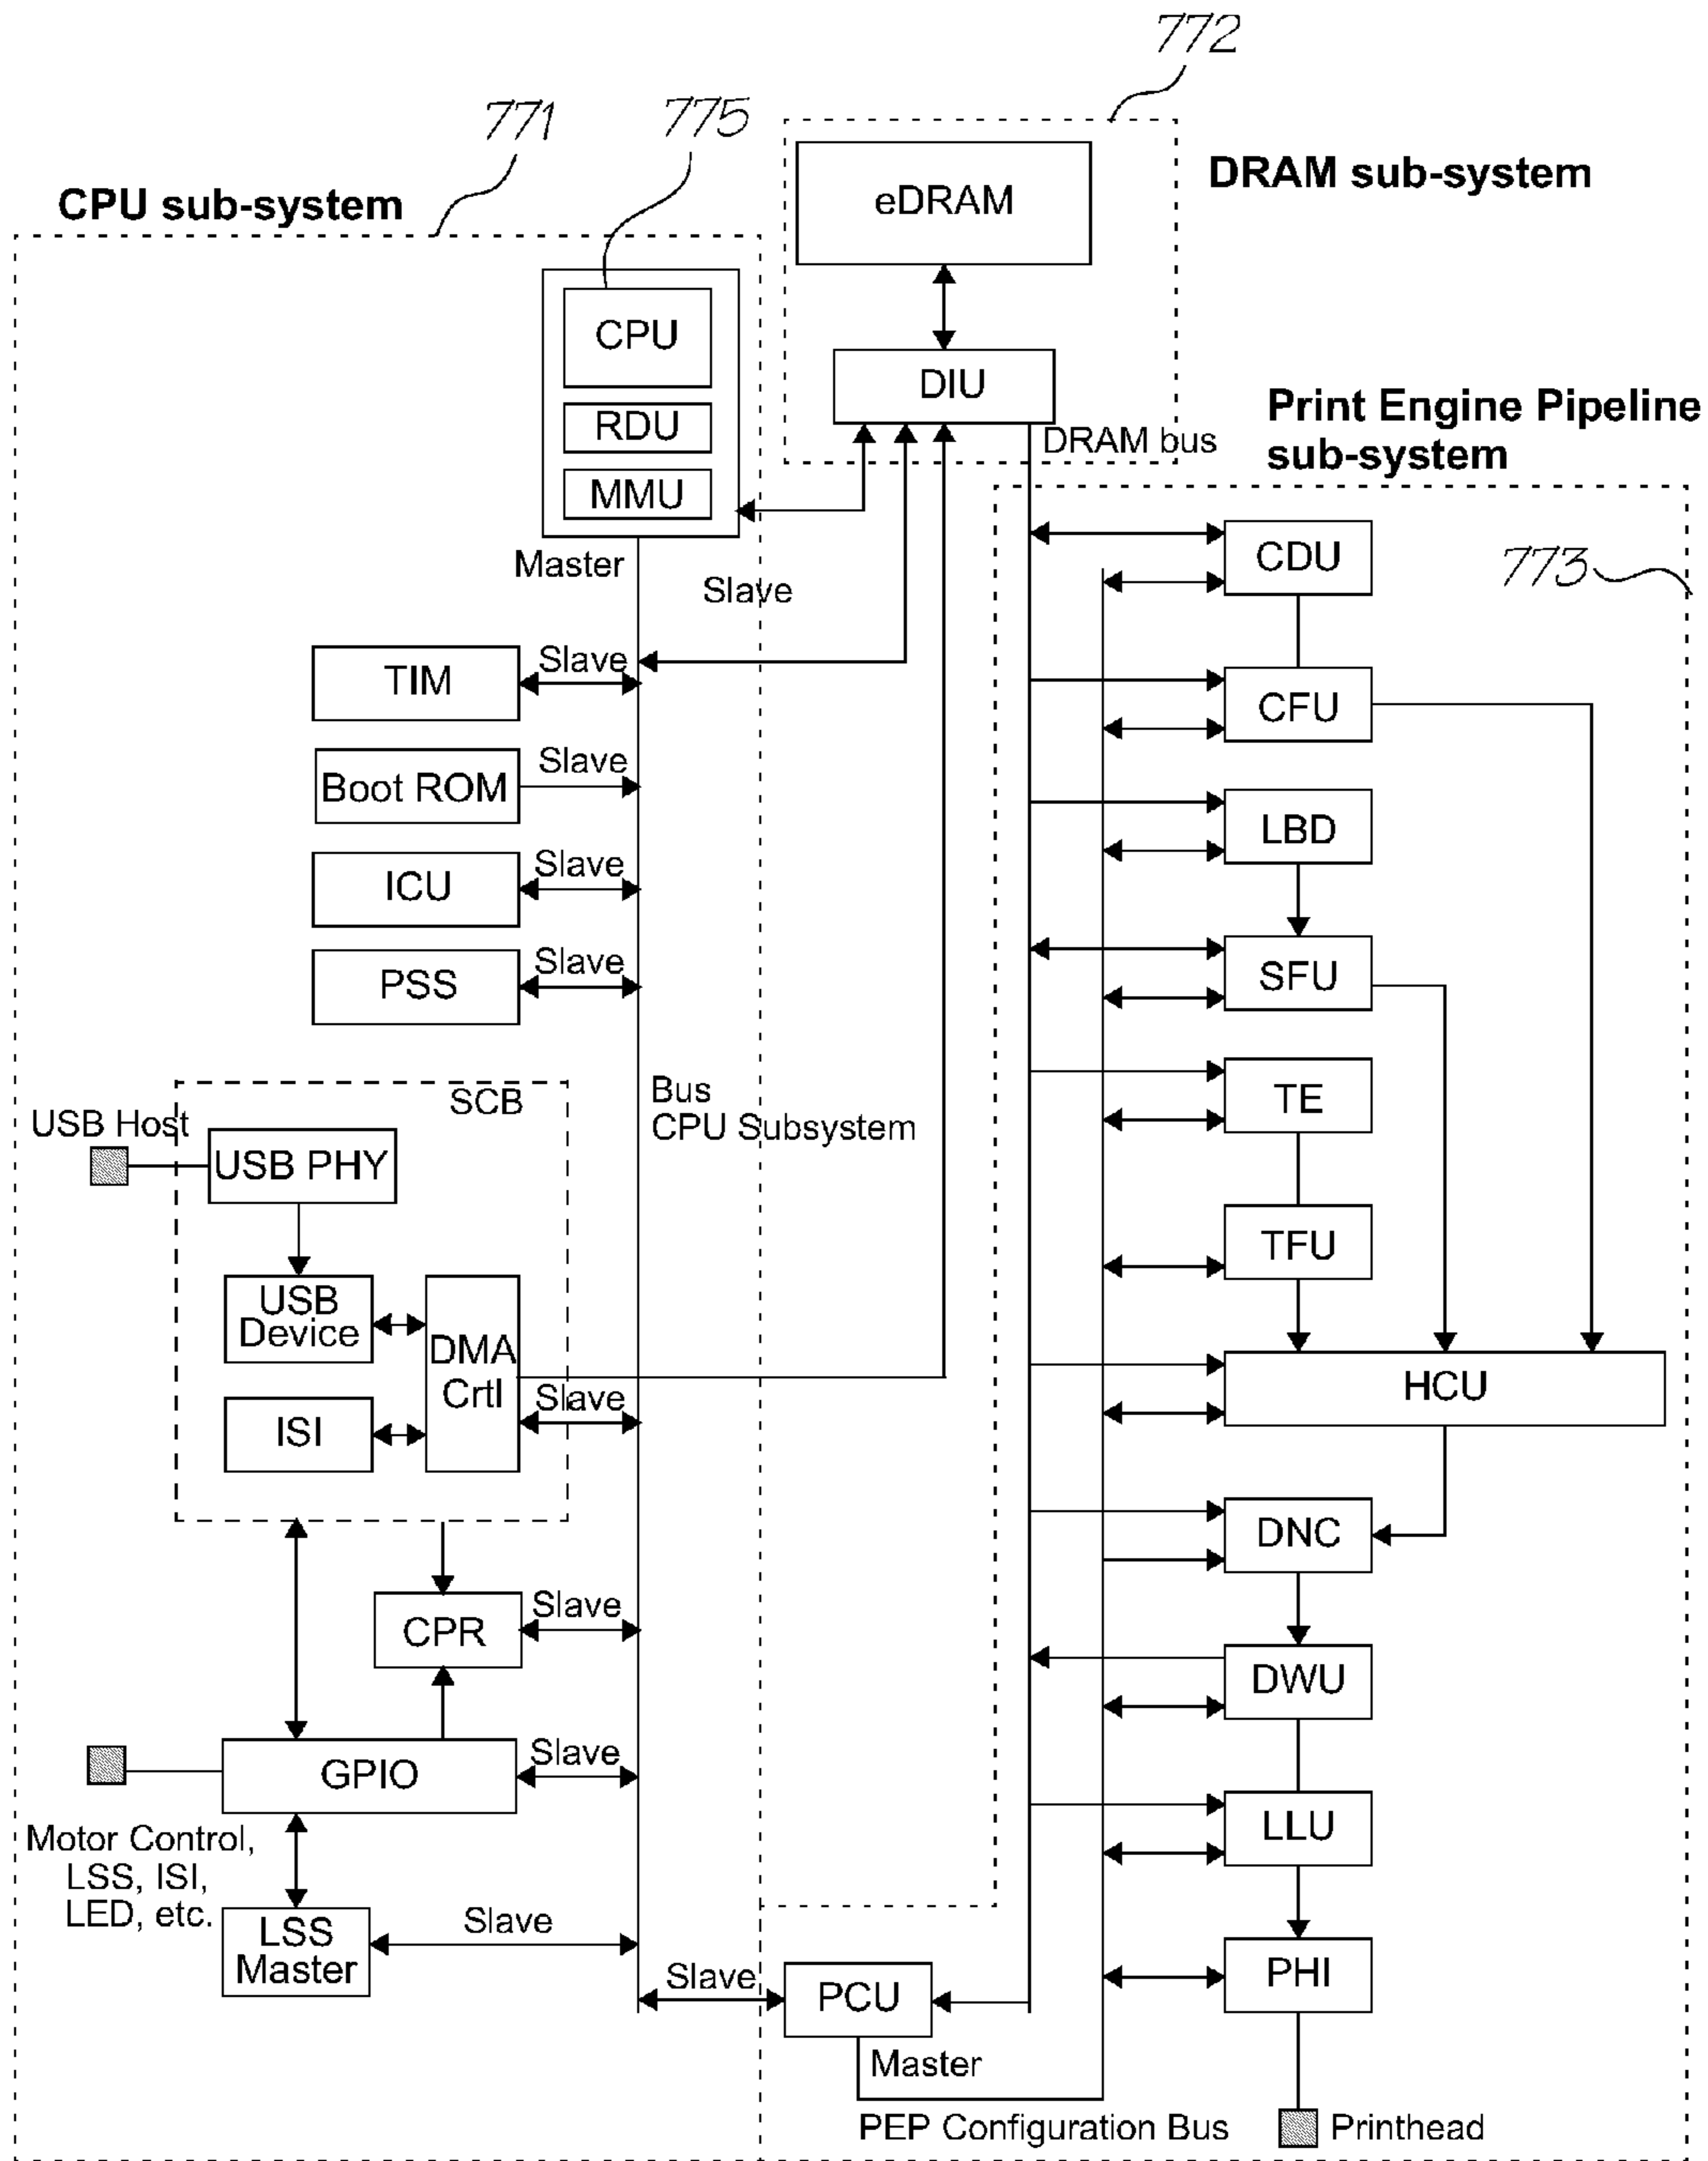 772
771
775
DRAM sub-system
CPU sub-system
eDRAM
CPU
DIU
RDU
Print Engine Pipeline
sub-system
DRAM bus
MMU
Master
Slave
CDU
773
TIM
Slave
CFU
Boot ROM
Slave
LBD
ICU
Slave
PSS
Slave
SFU
SCB
Bus
CPU Subsystem
USB Host
USB PHY
TE
TFU
USB
Device
DMA
Crtl
Slave
ISI
HCU
DNC
CPR
Slave
DWU
GPIO
Slave
Motor Control,
LSS, ISI,
LED, etc.
LLU
LSS
Master
Slave
Slave
PCU
PHI
Master
PEP Configuration Bus
Printhead